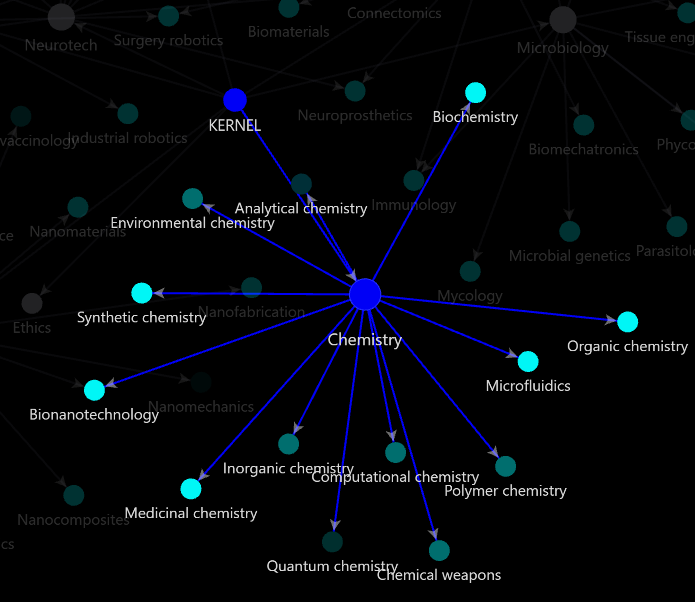 Connectomics
Neurotech
Surgery robotics
Biomaterials
Microbiology
Tissue eng
KERNEL
Neuroprosthetics
Biochemistry
vaccinology
Industrial robotics
Biomechatronics
Phyco
Analytical chemistry
Immunology
Environmental chemistry
Nanomaterials
ce
Microbial genetics
Parasitolo
Mycology
Synthetic chemistry
Nanofabrication
Ethics
Chemistry
Organic chemistry
Microfluidics
Bionanotechnology
Nanomechanics
Inorganic chemistry
Computational chemistry
Polymer chemistry
Medicinal chemistry
Nanocomposites
cs
Quantum chemistry
Chemical weapons